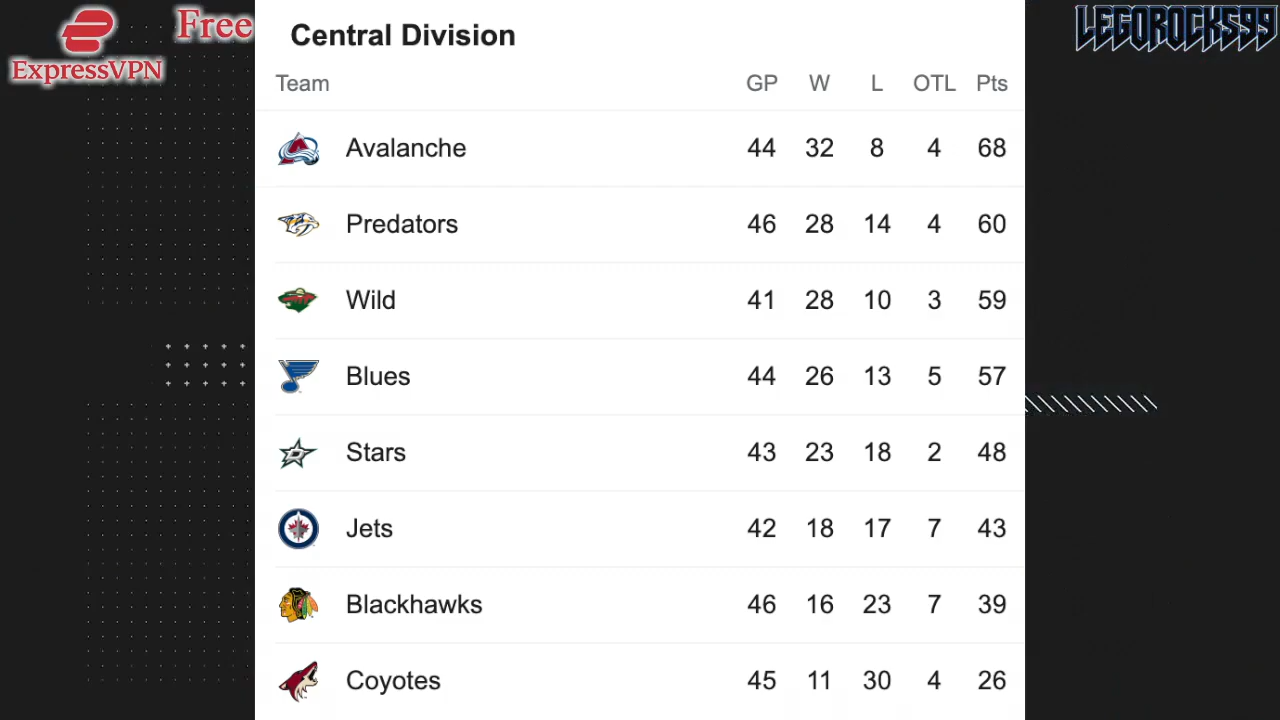 Free
ExpressVPN
LEGOROCKS99
Central Division
Team GP W L OTL Pts
Avalanche 44 32 8 4 68
Predators 46 28 14 4 60
Wild 41 28 10 3 59
Blues 44 26 13 5 57
Stars 43 23 18 2 48
Jets 42 18 17 7 43
Blackhawks 46 16 23 7 39
Coyotes 45 11 30 4 26